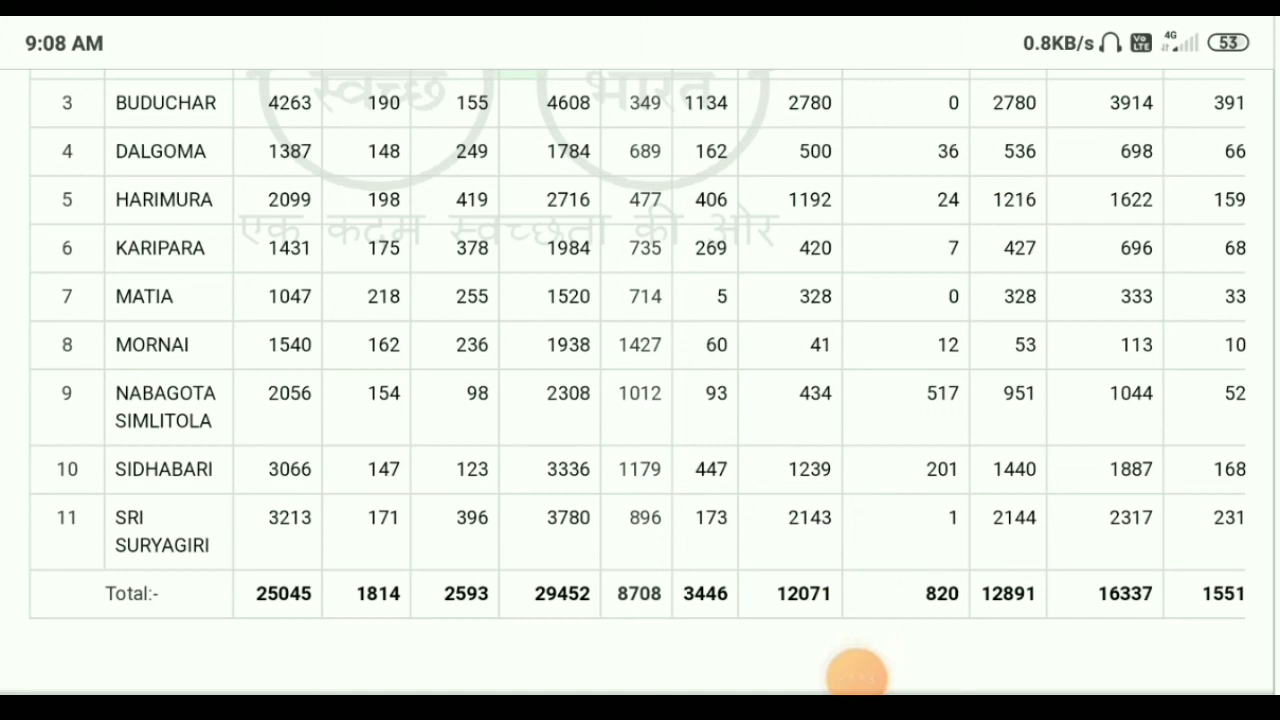 9:08 AM 0.8KB/s Vo LTE 4G 53
स्वच्छ भारत
3 BUDUCHAR 4263 190 155 4608 349 1134 2780 0 2780 3914 391
4 DALGOMA 1387 148 249 1784 689 162 500 36 536 698 66
5 HARIMURA 2099 198 419 2716 477 406 1192 24 1216 1622 159
एक कदम स्वच्छता की ओर
6 KARIPARA 1431 175 378 1984 735 269 420 7 427 696 68
7 MATIA 1047 218 255 1520 714 5 328 0 328 333 33
8 MORNAI 1540 162 236 1938 1427 60 41 12 53 113 10
9 NABAGOTA 2056 154 98 2308 1012 93 434 517 951 1044 52
SIMLITOLA
10 SIDHABARI 3066 147 123 3336 1179 447 1239 201 1440 1887 168
11 SRI 3213 171 396 3780 896 173 2143 1 2144 2317 231
SURYAGIRI
Total:- 25045 1814 2593 29452 8708 3446 12071 820 12891 16337 1551